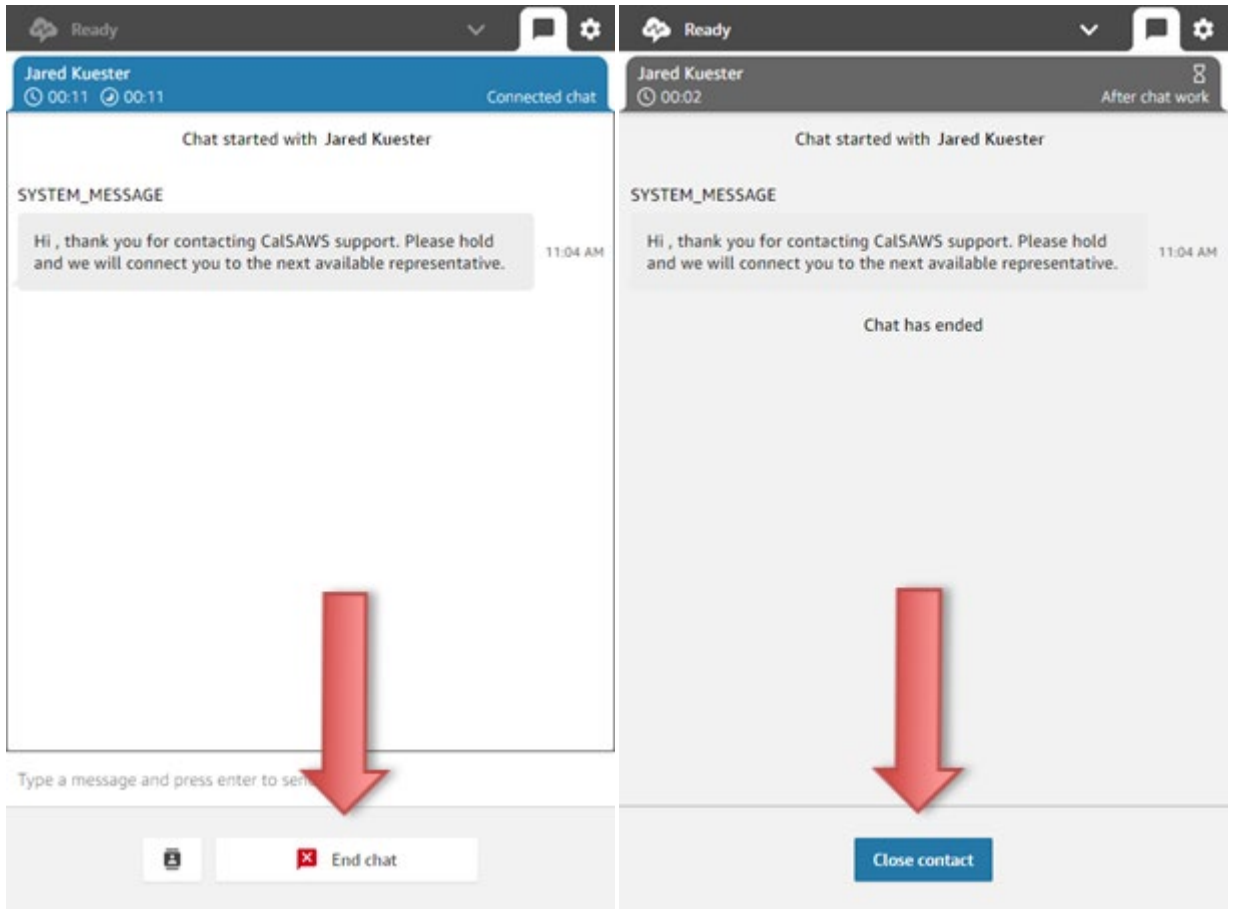 Ready
Jared Kuester
00:11 00:11 Connected chat
Chat started with Jared Kuester
SYSTEM_MESSAGE
Hi , thank you for contacting CalSAWS support. Please hold
and we will connect you to the next available representative.
11:04 AM
Type a message and press enter to
End chat
Ready
Jared Kuester
00:02 After chat work
Chat started with Jared Kuester
SYSTEM_MESSAGE
Hi , thank you for contacting CalSAWS support. Please hold
and we will connect you to the next available representative.
11:04 AM
Chat has ended
Close contact